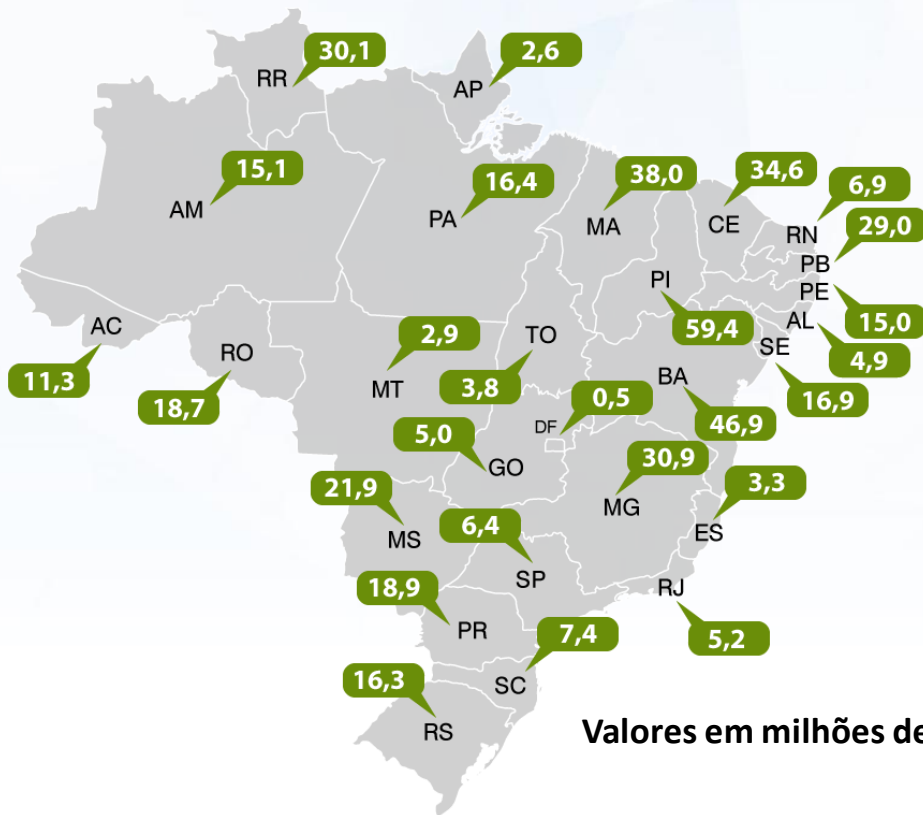 30,1
RR
2,6
AP
15,1
AM
16,4
PA
38,0
MA
34,6
CE
6,9
RN
29,0
PB
PE
15,0
PI
59,4
AL
4,9
SE
16,9
AC
11,3
RO
18,7
2,9
MT
TO
3,8
BA
46,9
DF
0,5
5,0
GO
30,9
MG
3,3
ES
21,9
MS
6,4
SP
RJ
5,2
18,9
PR
7,4
SC
16,3
RS
Valores em milhões de